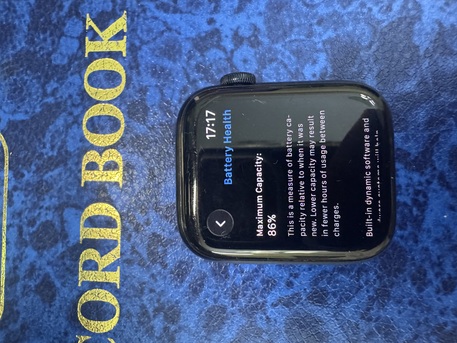 CORD BOOK
17:17
Battery Health
Maximum Capacity:
86%
This is a measure of battery ca-
pacity relative to when it was
new. Lower capacity may result
in fewer hours of usage between
charges.
Built-in dynamic software and